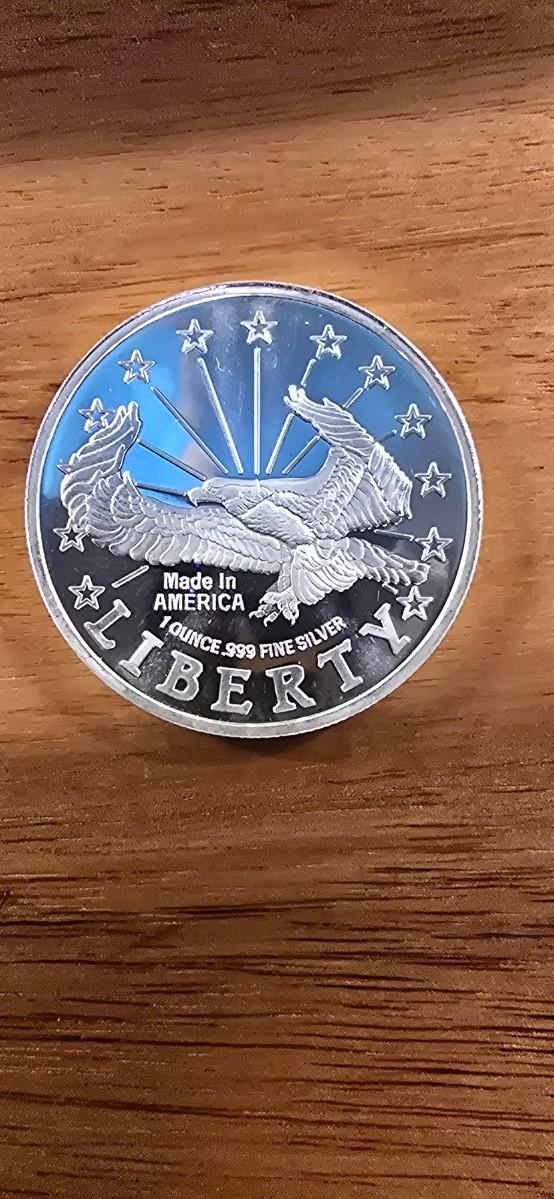 Made In
AMERICA
1 OUNCE .999 FINE SILVER
LIBERTY